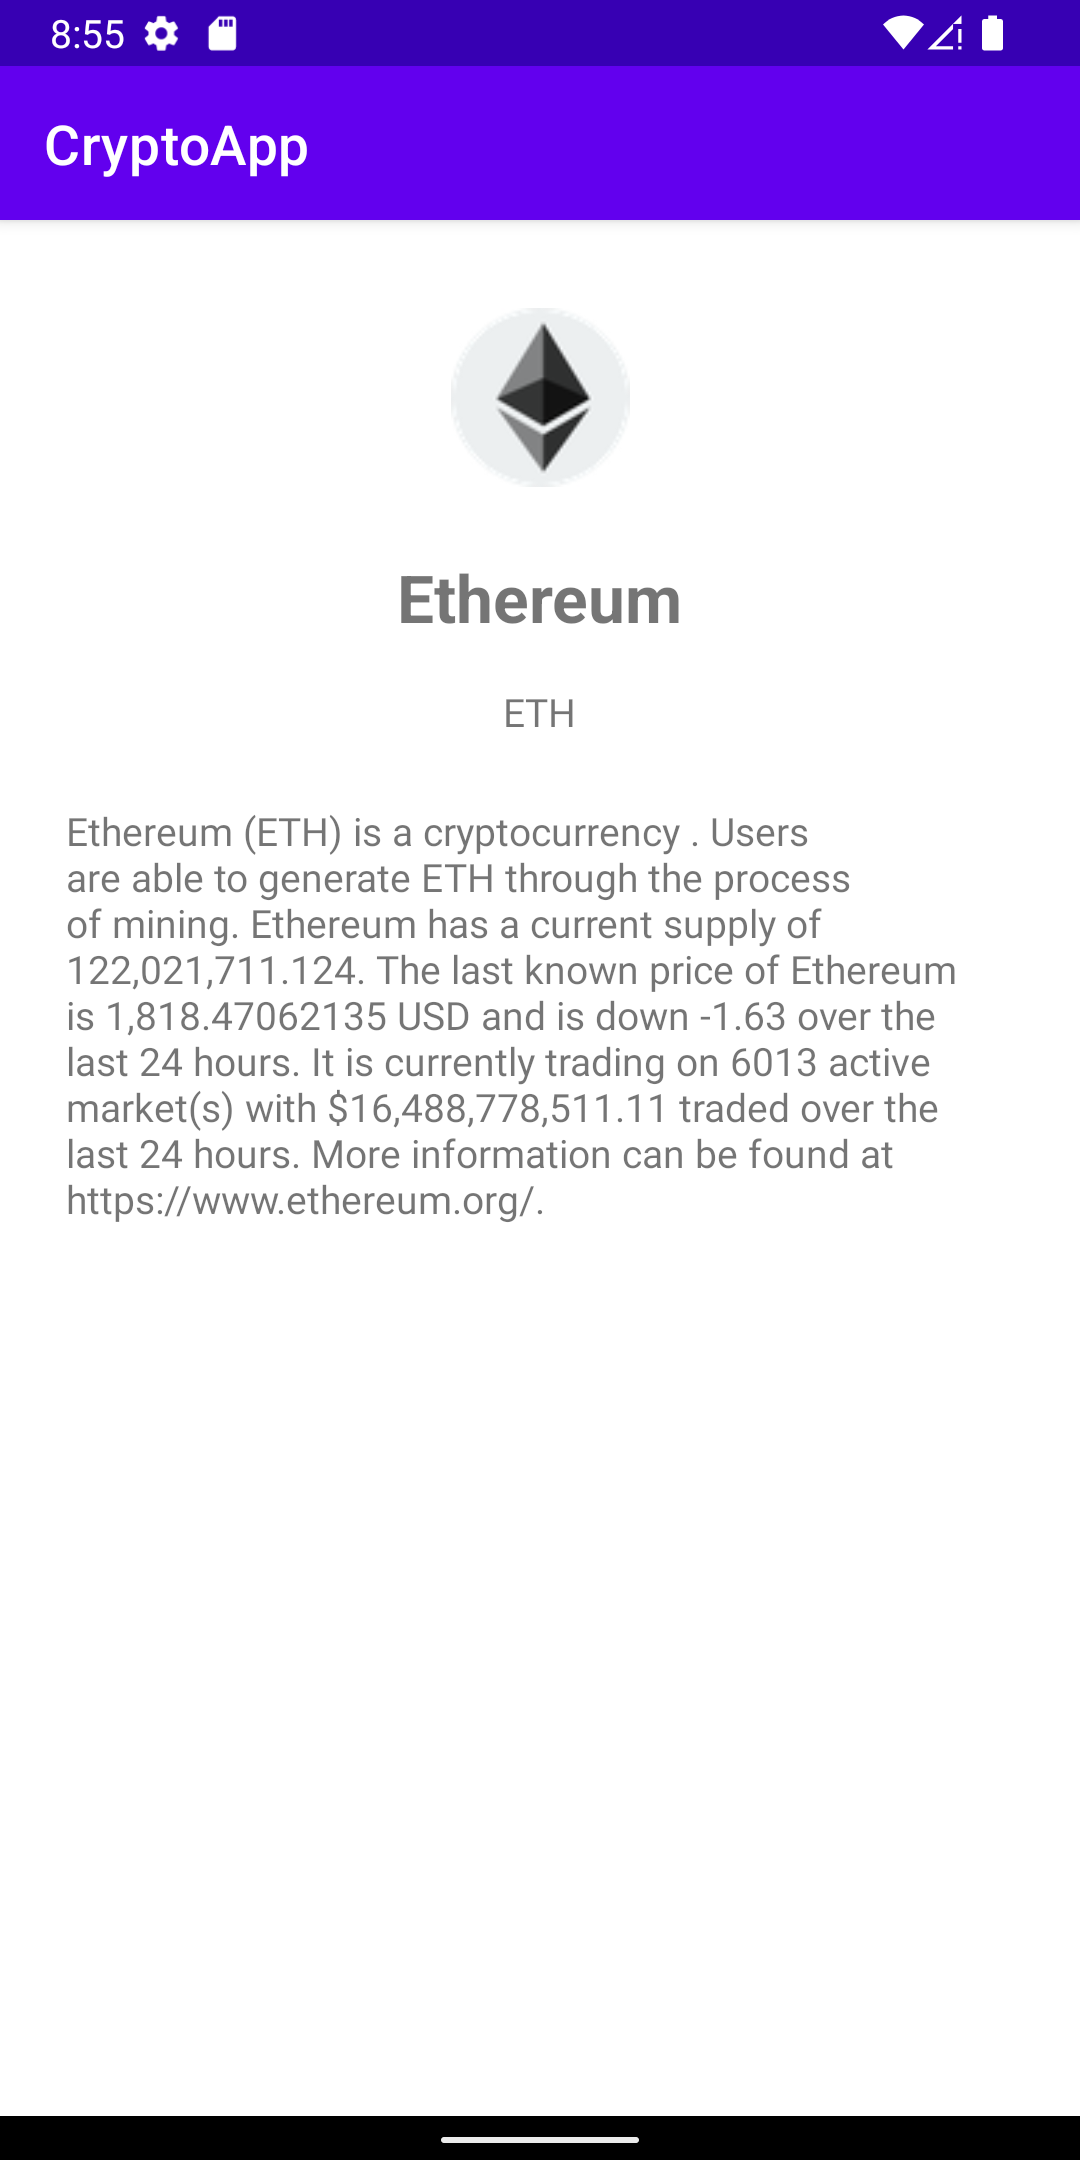 8:55
CryptoApp
Ethereum
ETH
Ethereum (ETH) is a cryptocurrency . Users
are able to generate ETH through the process
of mining. Ethereum has a current supply of
122,021,711.124. The last known price of Ethereum
is 1,818.47062135 USD and is down -1.63 over the
last 24 hours. It is currently trading on 6013 active
market(s) with $16,488,778,511.11 traded over the
last 24 hours. More information can be found at
https://www.ethereum.org/.